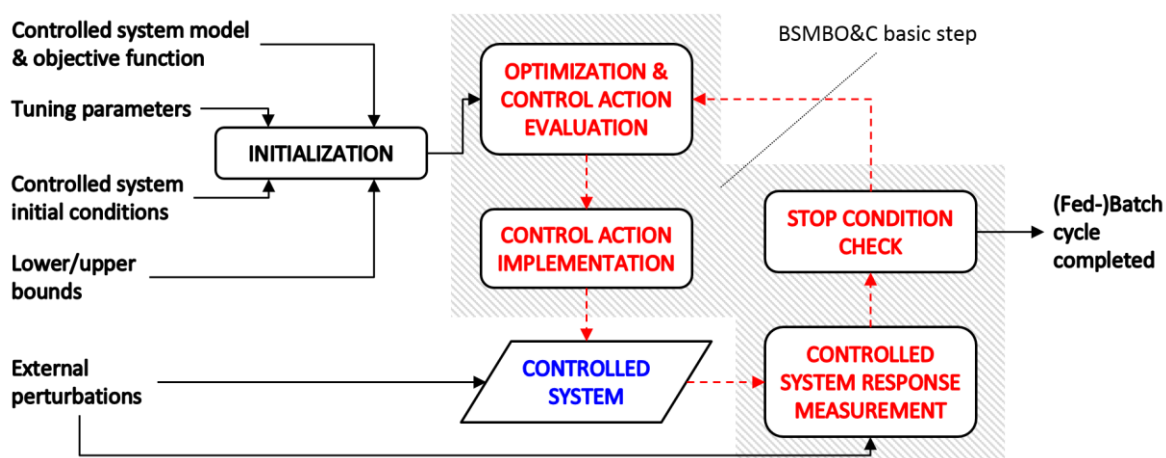 Controlled system model
& objective function
Tuning parameters
Controlled system
initial conditions
Lower/upper
bounds
External
perturbations
INITIALIZATION
OPTIMIZATION &
CONTROL ACTION
EVALUATION
CONTROL ACTION
IMPLEMENTATION
CONTROLLED
SYSTEM
BSMBO&C basic step
STOP CONDITION
CHECK
CONTROLLED
SYSTEM RESPONSE
MEASUREMENT
(Fed-)Batch
cycle
completed